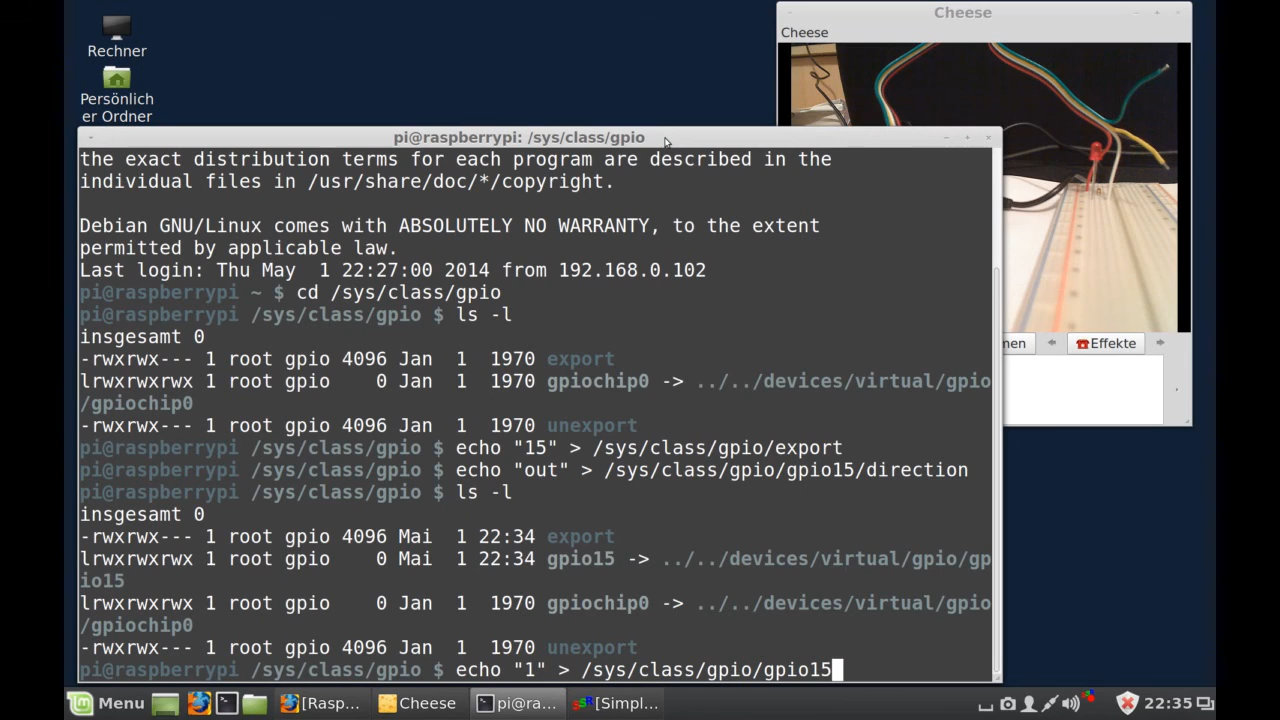 Rechner
Persönlich
er Ordner
Cheese
Cheese
pi@raspberrypi: /sys/class/gpio
the exact distribution terms for each program are described in the
individual files in /usr/share/doc/*/copyright.
Debian GNU/Linux comes with ABSOLUTELY NO WARRANTY, to the extent
permitted by applicable law.
Last login: Thu May  1 22:27:00 2014 from 192.168.0.102
pi@raspberrypi ~ $ cd /sys/class/gpio
pi@raspberrypi /sys/class/gpio $ ls -l
insgesamt 0
-rwxrwx--- 1 root gpio 4096 Jan  1  1970 export
lrwxrwxrwx 1 root gpio    0 Jan  1  1970 gpiochip0 -> ../../devices/virtual/gpio
/gpiochip0
-rwxrwx--- 1 root gpio 4096 Jan  1  1970 unexport
pi@raspberrypi /sys/class/gpio $ echo "15" > /sys/class/gpio/export
pi@raspberrypi /sys/class/gpio $ echo "out" > /sys/class/gpio/gpio15/direction
pi@raspberrypi /sys/class/gpio $ ls -l
insgesamt 0
-rwxrwx--- 1 root gpio 4096 Mai  1 22:34 export
lrwxrwxrwx 1 root gpio    0 Mai  1 22:34 gpio15 -> ../../devices/virtual/gpio/gp
io15
lrwxrwxrwx 1 root gpio    0 Jan  1  1970 gpiochip0 -> ../../devices/virtual/gpio
/gpiochip0
-rwxrwx--- 1 root gpio 4096 Jan  1  1970 unexport
pi@raspberrypi /sys/class/gpio $ echo "1" > /sys/class/gpio/gpio15
nen
Effekte
Menu
[Rasp...
Cheese
pi@ra...
[Simpl...
22:35